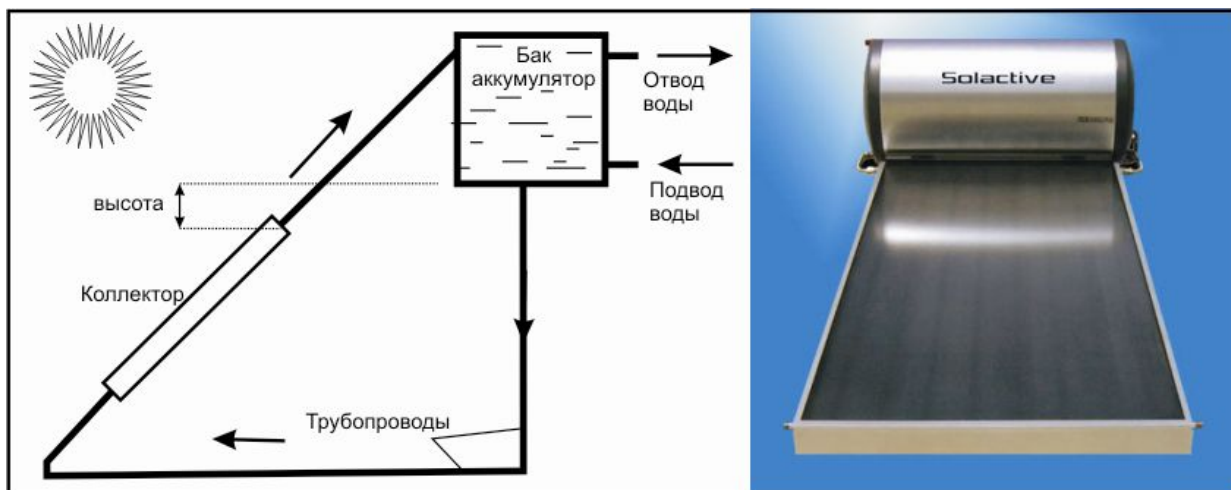 Бак
аккумулятор
Отвод
воды
Подвод
воды
высота
Коллектор
Трубопроводы
Solactive